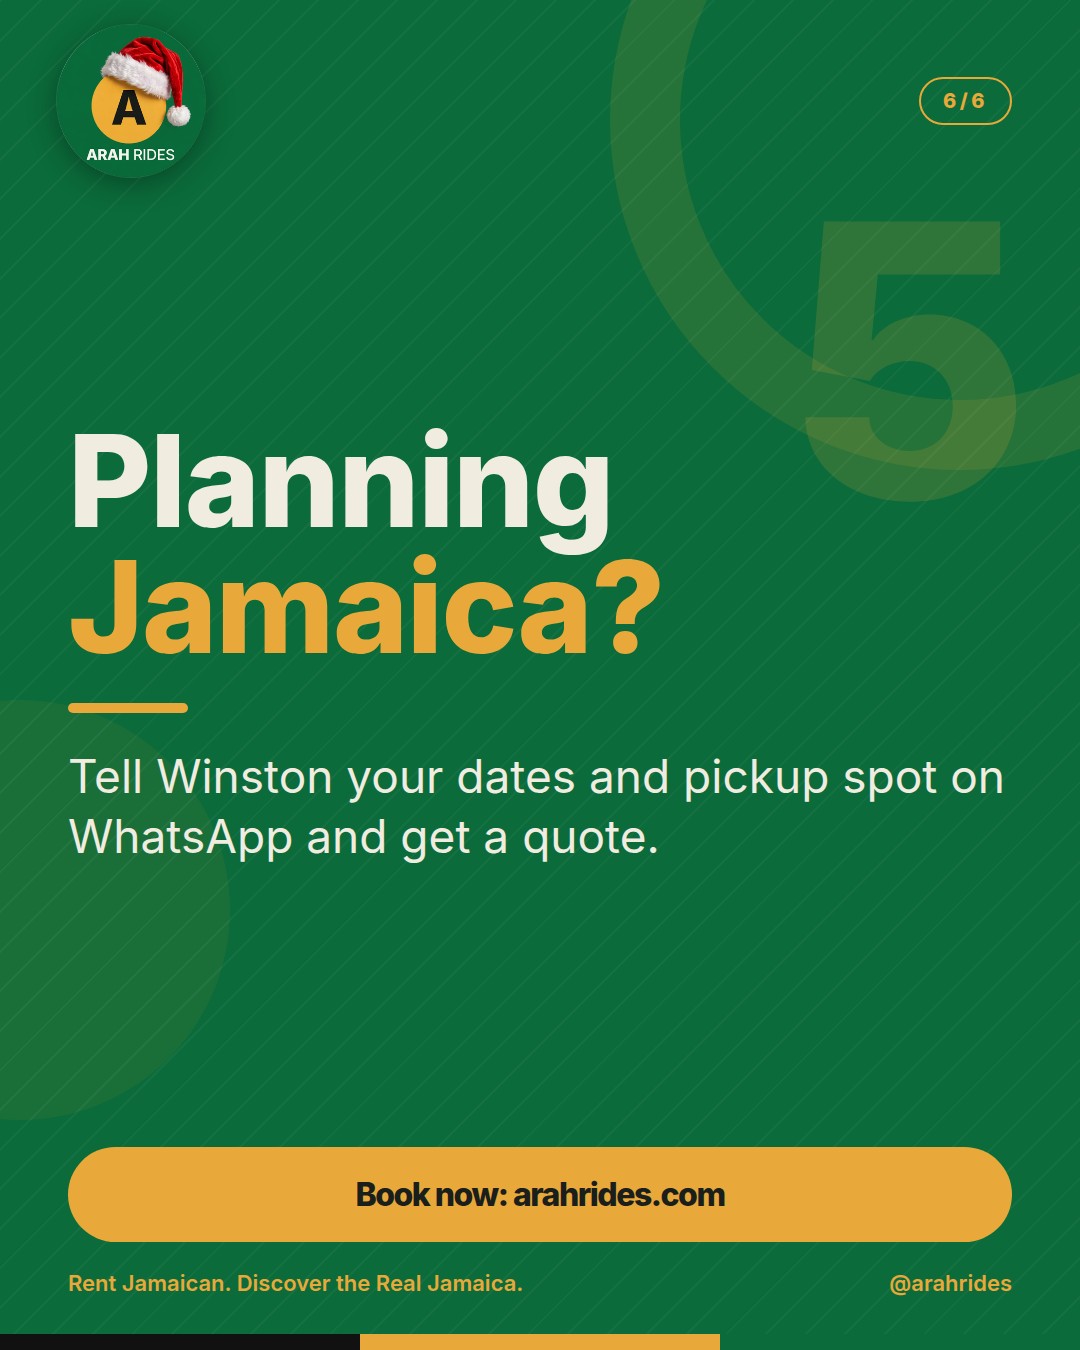 A
ARAH RIDES
6/6
5
Planning
Jamaica?
Tell Winston your dates and pickup spot on
WhatsApp and get a quote.
Book now: arahrides.com
Rent Jamaican. Discover the Real Jamaica.
@arahrides